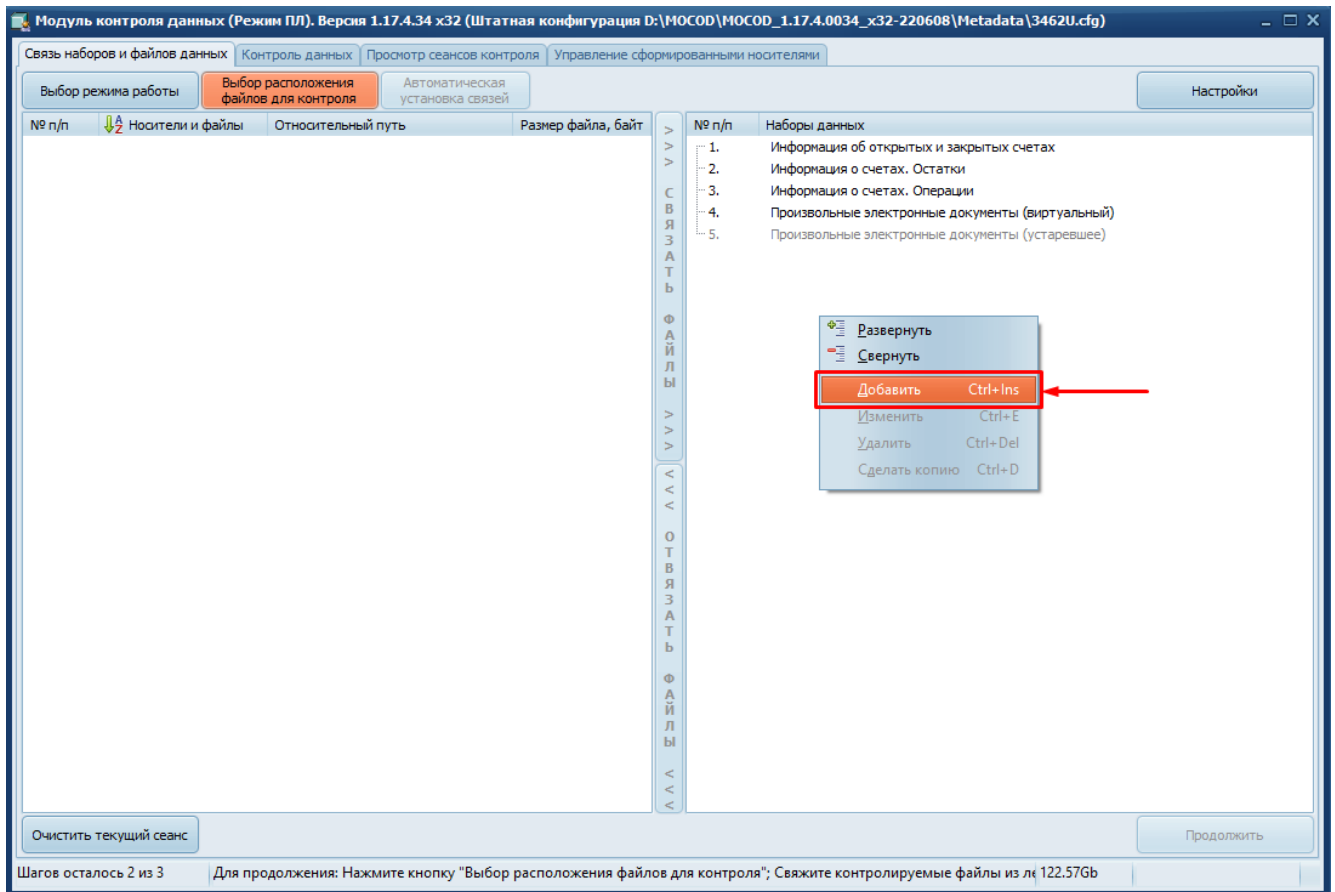 Модуль контроля данных (Режим ПЛ). Версия 1.17.4.34 x32 (Штатная конфигурация D:\MOCOD\MOCOD_1.17.4.0034_x32-220608\Metadata\3462U.cfg)
Связь наборов и файлов данных Контроль данных Просмотр сеансов контроля Управление сформированными носителями
Выбор режима работы
Выбор расположения
файлов для контроля
Автоматическая
установка связей
Настройки
№ п/п Носители и файлы Относительный путь Размер файла, байт
> > > СВЯЗАТЬ ФАЙЛЫ > > >
< < < ОТВЯЗАТЬ ФАЙЛЫ < < <
№ п/п Наборы данных
1. Информация об открытых и закрытых счетах
2. Информация о счетах. Остатки
3. Информация о счетах. Операции
4. Произвольные электронные документы (виртуальный)
5. Произвольные электронные документы (устаревшее)
Развернуть
Свернуть
Добавить Ctrl+Ins
Изменить Ctrl+E
Удалить Ctrl+Del
Сделать копию Ctrl+D
Очистить текущий сеанс
Продолжить
Шагов осталось 2 из 3 Для продолжения: Нажмите кнопку "Выбор расположения файлов для контроля"; Свяжите контролируемые файлы из ле 122.57Gb